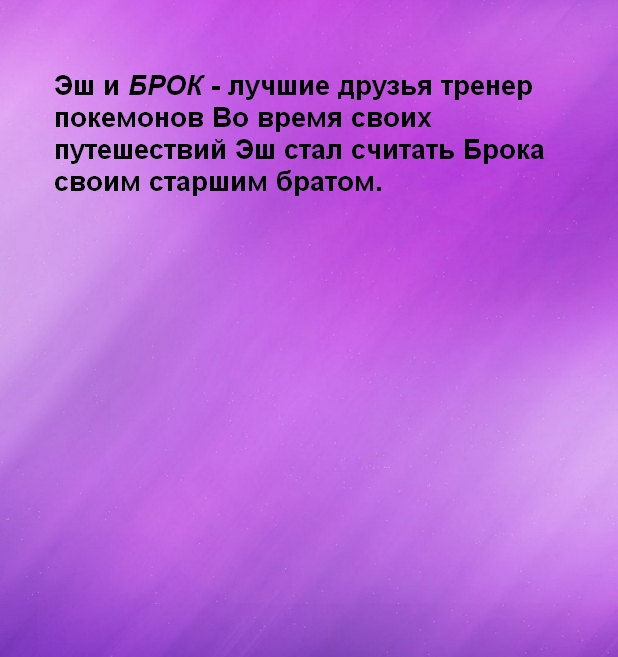 Эш и БРОК - лучшие друзья тренер
покемонов Во время своих
путешествий Эш стал считать Брока
своим старшим братом.